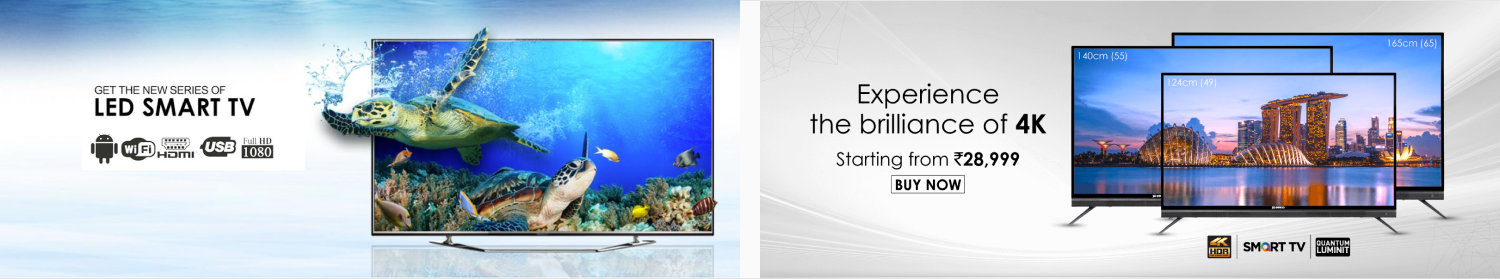 GET THE NEW SERIES OF
LED SMART TV
WiFi
HDMI
USB
Full HD
1080
Experience
the brilliance of 4K
Starting from ₹28,999
BUY NOW
140cm (55)
165cm (65)
124cm (49)
4K
HDR
SMART TV
QUANTUM
LUMINIT